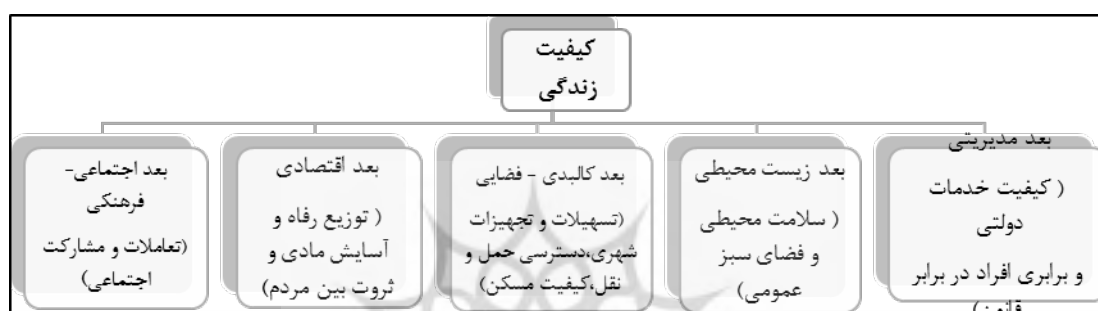 کیفیت
زندگی
بعد مدیریتی
( کیفیت خدمات
دولتی
و برابری افراد در برابر
قانون)
بعد زیست محیطی
( سلامت محیطی
و فضای سبز
عمومی)
بعد کالبدی - فضایی
(تسهیلات و تجهیزات
شهری،دسترسی حمل و
نقل،کیفیت مسکن)
بعد اقتصادی
( توزیع رفاه و
آسایش مادی و
ثروت بین مردم)
بعد اجتماعی-
فرهنگی
(تعاملات و مشارکت
اجتماعی)